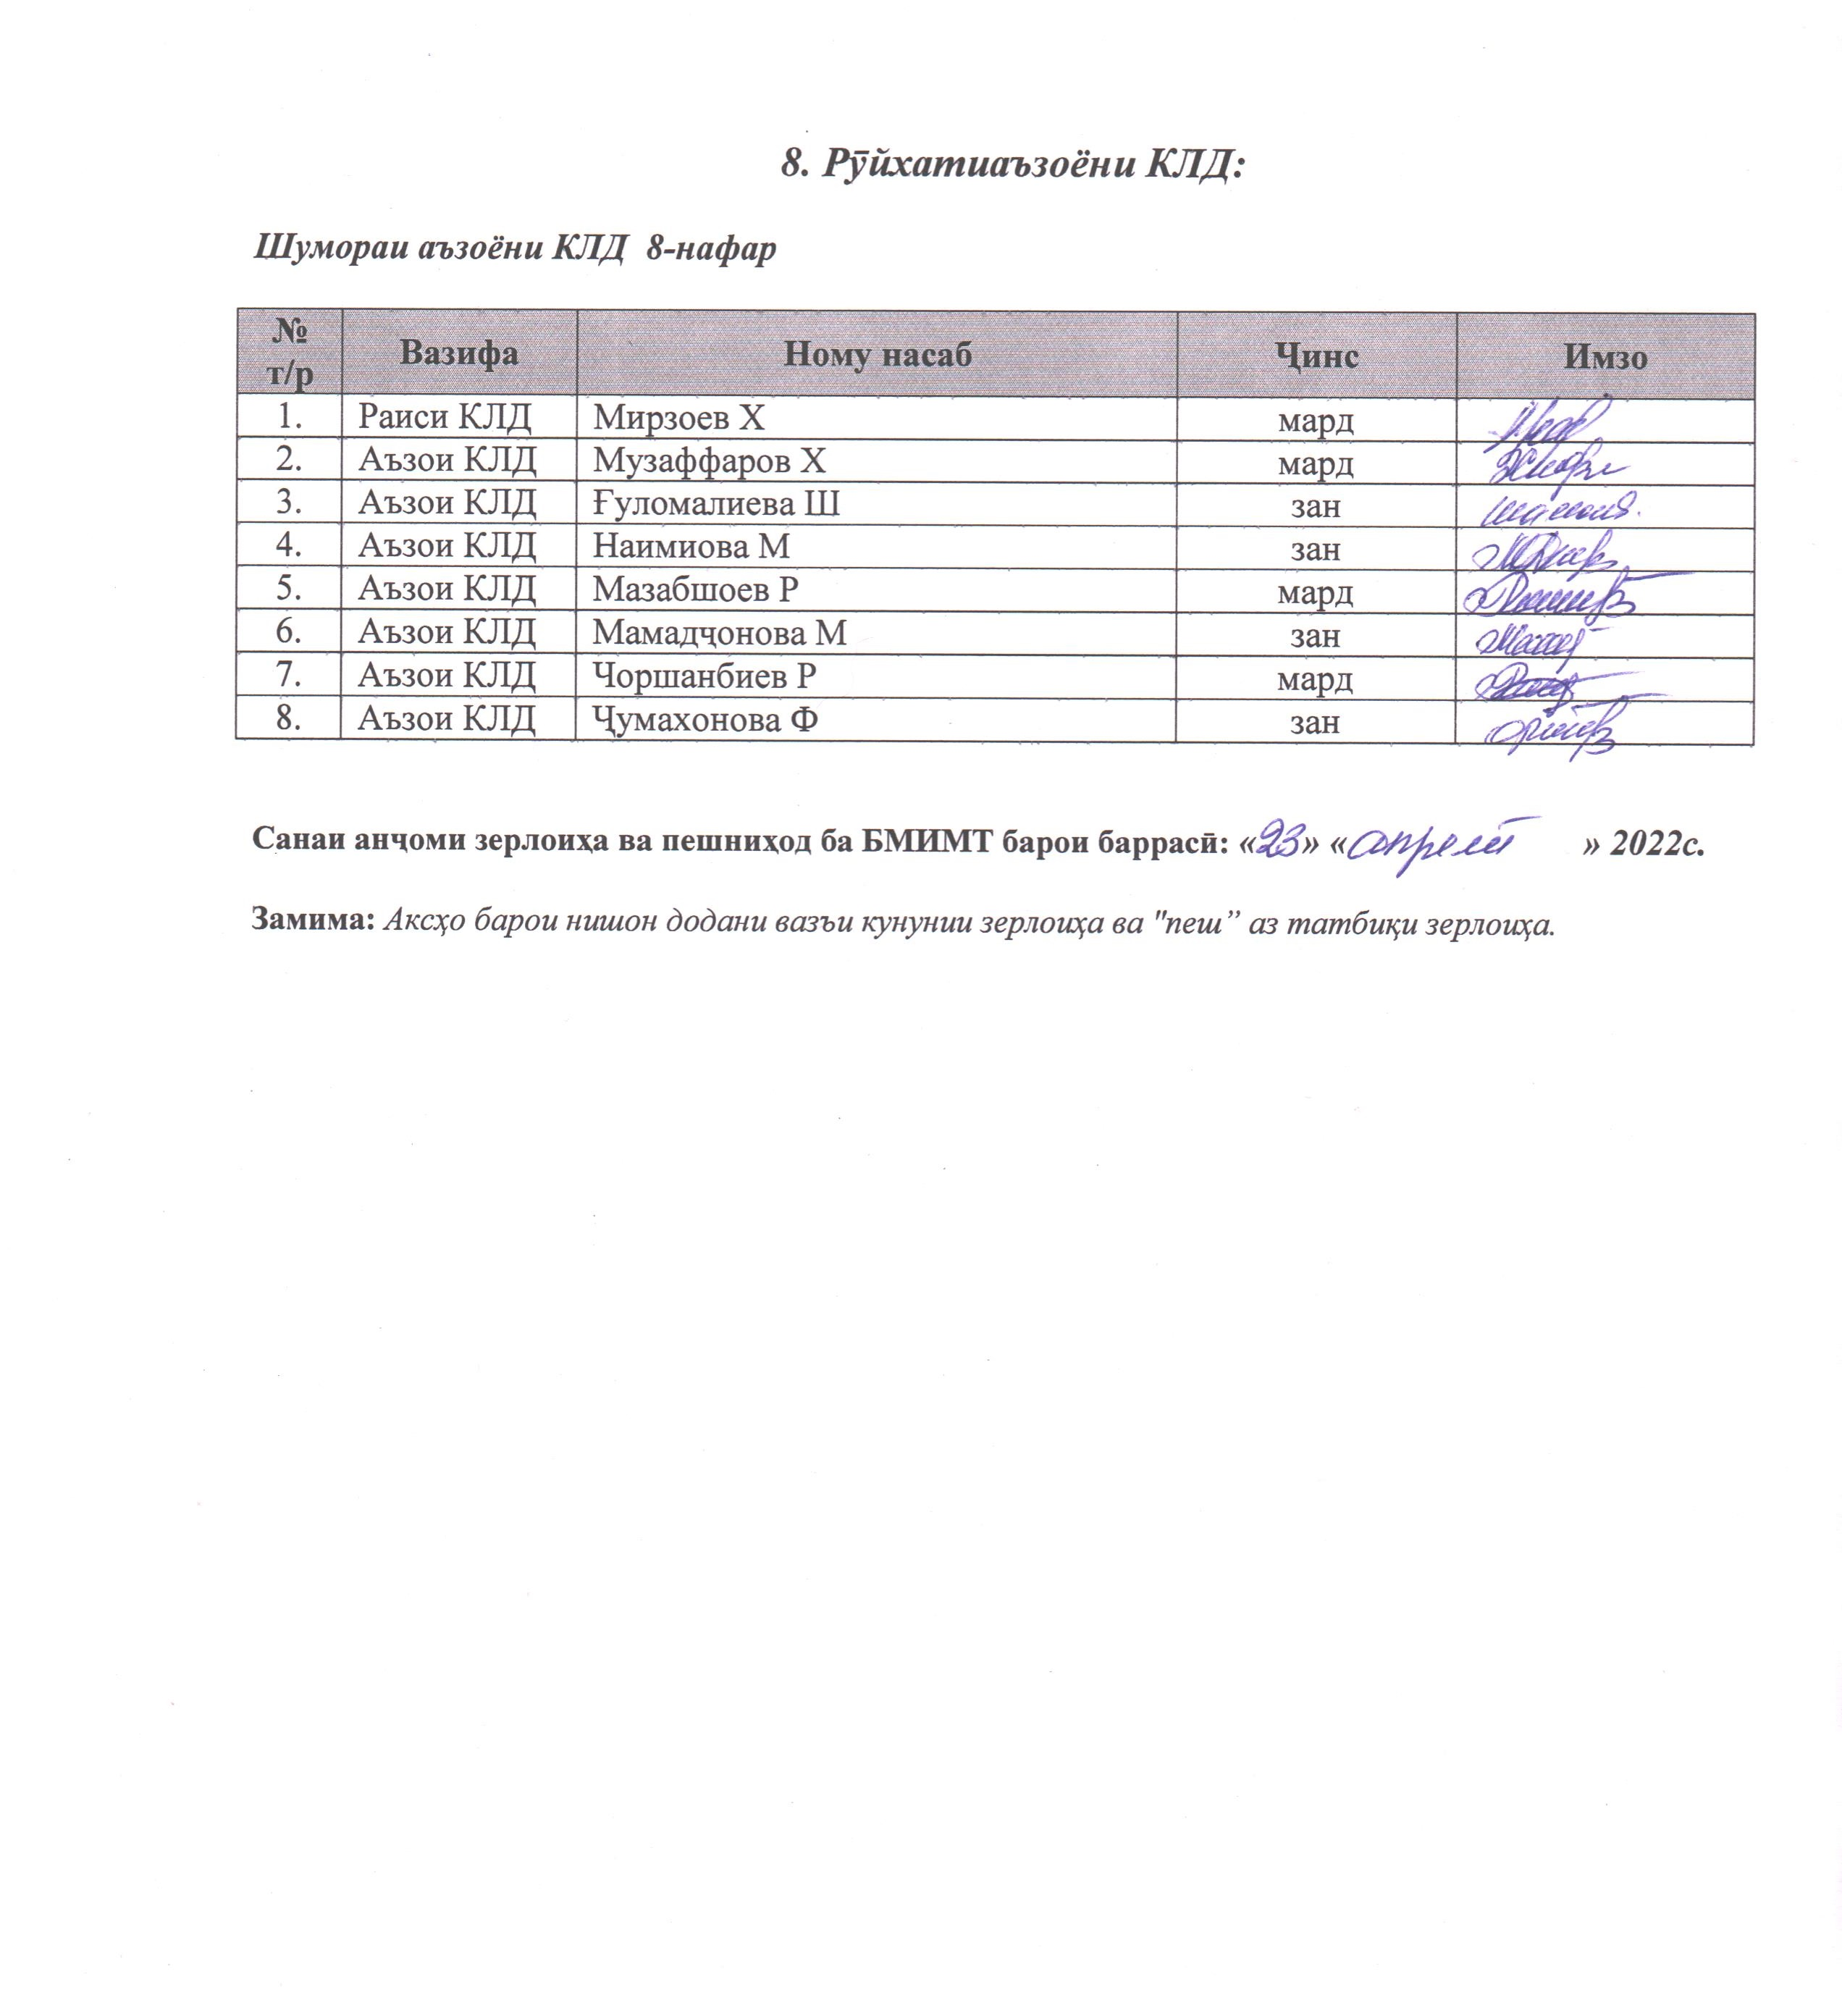 8. Рӯйхатиаъзоёни КЛД:
Шумораи аъзоёни КЛД 8-нафар
№ т/р Вазифа Ному насаб Ҷинс Имзо
1. Раиси КЛД Мирзоев Х мард
2. Аъзои КЛД Музаффаров Х мард
3. Аъзои КЛД Ғуломалиева Ш зан
4. Аъзои КЛД Наимиова М зан
5. Аъзои КЛД Мазабшоев Р мард
6. Аъзои КЛД Мамадҷонова М зан
7. Аъзои КЛД Чоршанбиев Р мард
8. Аъзои КЛД Ҷумахонова Ф зан
Санаи анҷоми зерлоиҳа ва пешниҳод ба БМИМТ барои баррасӣ: «23» «апрели» 2022с.
Замима: Аксҳо барои нишон додани вазъи кунунии зерлоиҳа ва "пеш” аз татбиқи зерлоиҳа.